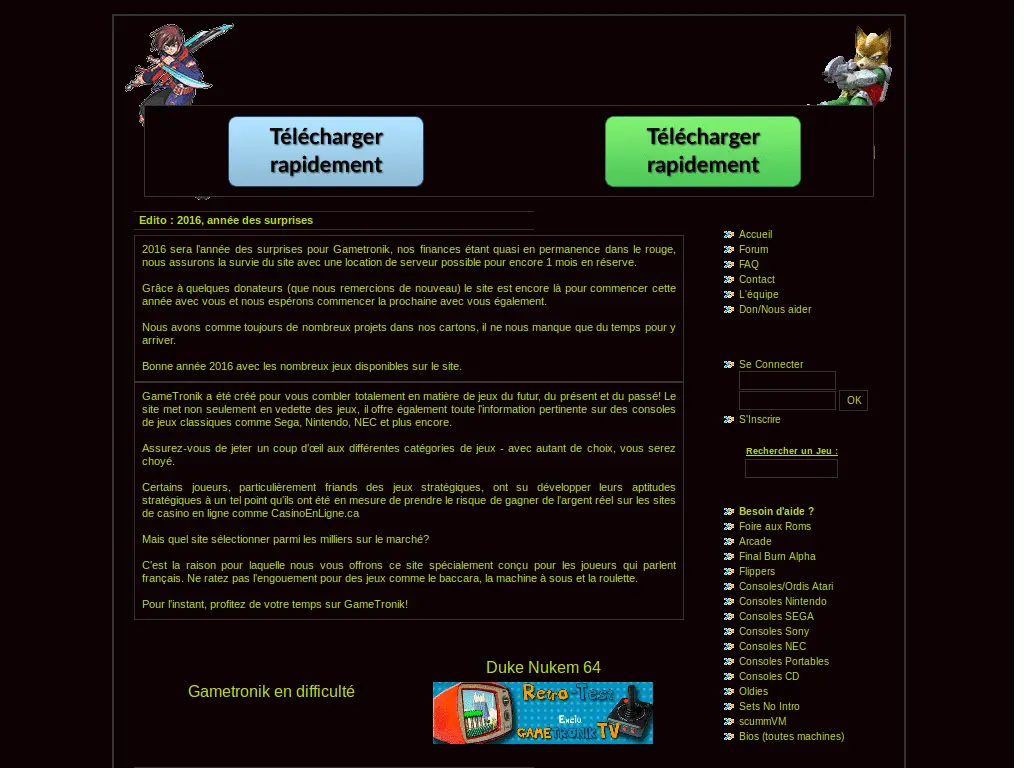 Télécharger
rapidement
Télécharger
rapidement
Edito : 2016, année des surprises
2016 sera l'année des surprises pour Gametronik, nos finances étant quasi en permanence dans le rouge,
nous assurons la survie du site avec une location de serveur possible pour encore 1 mois en réserve.
Grâce à quelques donateurs (que nous remercions de nouveau) le site est encore là pour commencer cette
année avec vous et nous espérons commencer la prochaine avec vous également.
Nous avons comme toujours de nombreux projets dans nos cartons, il ne nous manque que du temps pour y
arriver.
Bonne année 2016 avec les nombreux jeux disponibles sur le site.
GameTronik a été créé pour vous combler totalement en matière de jeux du futur, du présent et du passé! Le
site met non seulement en vedette des jeux, il offre également toute l'information pertinente sur des consoles
de jeux classiques comme Sega, Nintendo, NEC et plus encore.
Assurez-vous de jeter un coup d'œil aux différentes catégories de jeux - avec autant de choix, vous serez
choyé.
Certains joueurs, particulièrement friands des jeux stratégiques, ont su développer leurs aptitudes
stratégiques à un tel point qu'ils ont été en mesure de prendre le risque de gagner de l'argent réel sur les sites
de casino en ligne comme CasinoEnLigne.ca
Mais quel site sélectionner parmi les milliers sur le marché?
C'est la raison pour laquelle nous vous offrons ce site spécialement conçu pour les joueurs qui parlent
français. Ne ratez pas l'engouement pour des jeux comme le baccara, la machine à sous et la roulette.
Pour l'instant, profitez de votre temps sur GameTronik!
Gametronik en difficulté
Duke Nukem 64
Retro-Test
Exclu
GAMETRONIK TV
Accueil
Forum
FAQ
Contact
L'équipe
Don/Nous aider
Se Connecter
OK
S'Inscrire
Rechercher un Jeu :
Besoin d'aide ?
Foire aux Roms
Arcade
Final Burn Alpha
Flippers
Consoles/Ordis Atari
Consoles Nintendo
Consoles SEGA
Consoles Sony
Consoles NEC
Consoles Portables
Consoles CD
Oldies
Sets No Intro
scummVM
Bios (toutes machines)